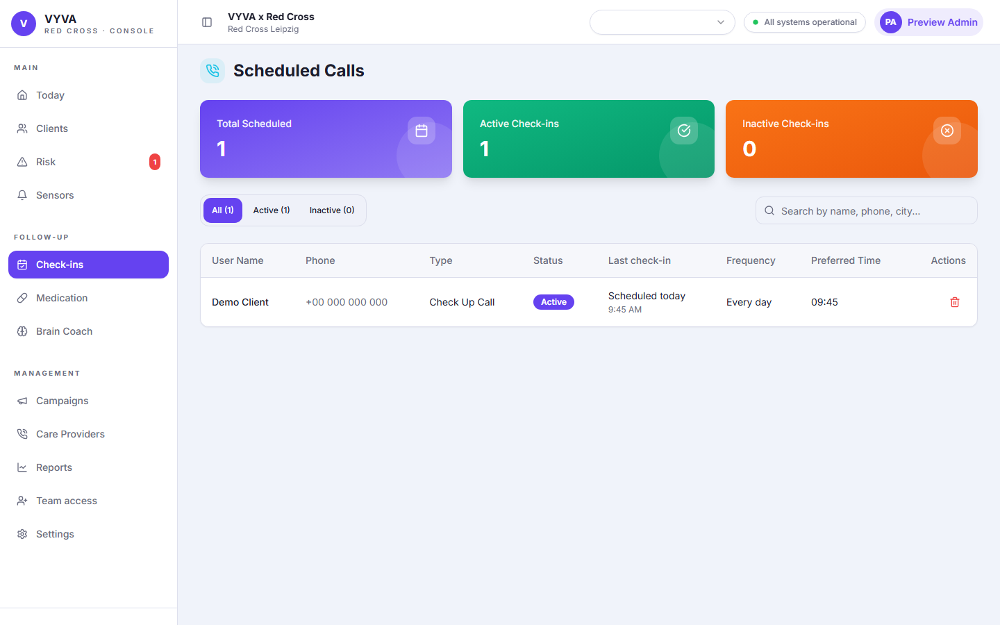 V
VYVA
RED CROSS · CONSOLE
MAIN
Today
Clients
Risk
1
Sensors
FOLLOW-UP
Check-ins
Medication
Brain Coach
MANAGEMENT
Campaigns
Care Providers
Reports
Team access
Settings
VYVA x Red Cross
Red Cross Leipzig
All systems operational
PA
Preview Admin
Scheduled Calls
Total Scheduled
1
Active Check-ins
1
Inactive Check-ins
0
All (1)
Active (1)
Inactive (0)
Search by name, phone, city...
User Name
Phone
Type
Status
Last check-in
Frequency
Preferred Time
Actions
Demo Client
+00 000 000 000
Check Up Call
Active
Scheduled today
9:45 AM
Every day
09:45